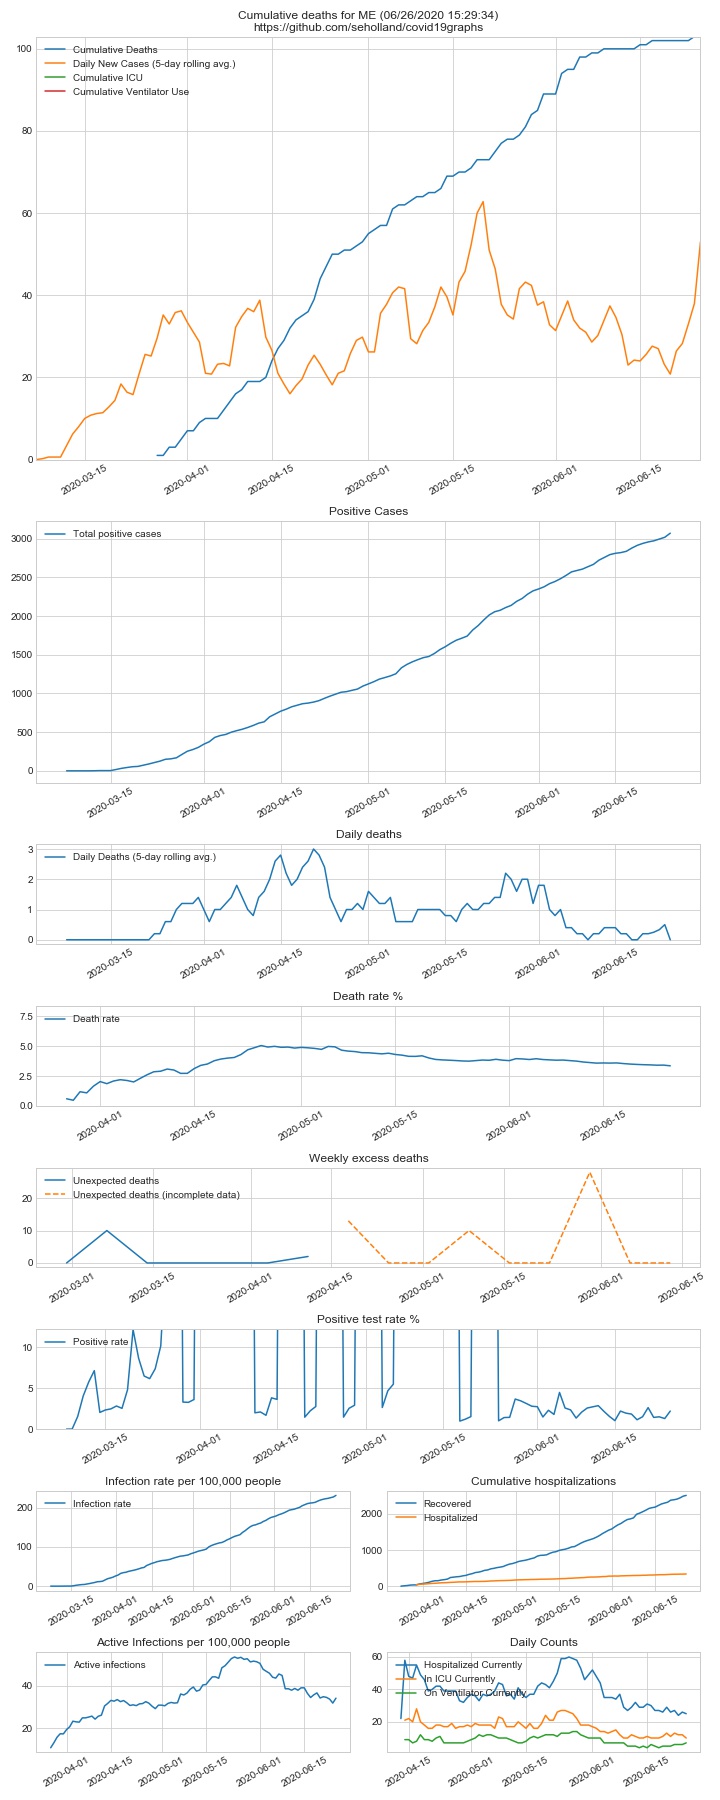 Cumulative deaths for ME (06/26/2020 15:29:34)
https://github.com/seholland/covid19graphs
Cumulative Deaths
Daily New Cases (5-day rolling avg.)
Cumulative ICU
Cumulative Ventilator Use
100
80
60
40
20
0
2020-03-15 2020-04-01 2020-04-15 2020-05-01 2020-05-15 2020-06-01 2020-06-15
Positive Cases
Total positive cases
3000
2500
2000
1500
1000
500
0
2020-03-15 2020-04-01 2020-04-15 2020-05-01 2020-05-15 2020-06-01 2020-06-15
Daily deaths
Daily Deaths (5-day rolling avg.)
3
2
1
0
2020-03-15 2020-04-01 2020-04-15 2020-05-01 2020-05-15 2020-06-01 2020-06-15
Death rate %
Death rate
7.5
5.0
2.5
0.0
2020-04-01 2020-04-15 2020-05-01 2020-05-15 2020-06-01 2020-06-15
Weekly excess deaths
Unexpected deaths
Unexpected deaths (incomplete data)
20
10
0
2020-03-01 2020-03-15 2020-04-01 2020-04-15 2020-05-01 2020-05-15 2020-06-01 2020-06-15
Positive test rate %
Positive rate
10
5
0
2020-03-15 2020-04-01 2020-04-15 2020-05-01 2020-05-15 2020-06-01 2020-06-15
Infection rate per 100,000 people
Infection rate
200
100
0
2020-03-15 2020-04-01 2020-04-15 2020-05-01 2020-05-15 2020-06-01 2020-06-15
Cumulative hospitalizations
Recovered
Hospitalized
2000
1000
0
2020-04-01 2020-04-15 2020-05-01 2020-05-15 2020-06-01 2020-06-15
Active Infections per 100,000 people
Active infections
40
20
2020-04-01 2020-04-15 2020-05-01 2020-05-15 2020-06-01 2020-06-15
Daily Counts
Hospitalized Currently
In ICU Currently
On Ventilator Currently
60
40
20
2020-04-15 2020-05-01 2020-05-15 2020-06-01 2020-06-15